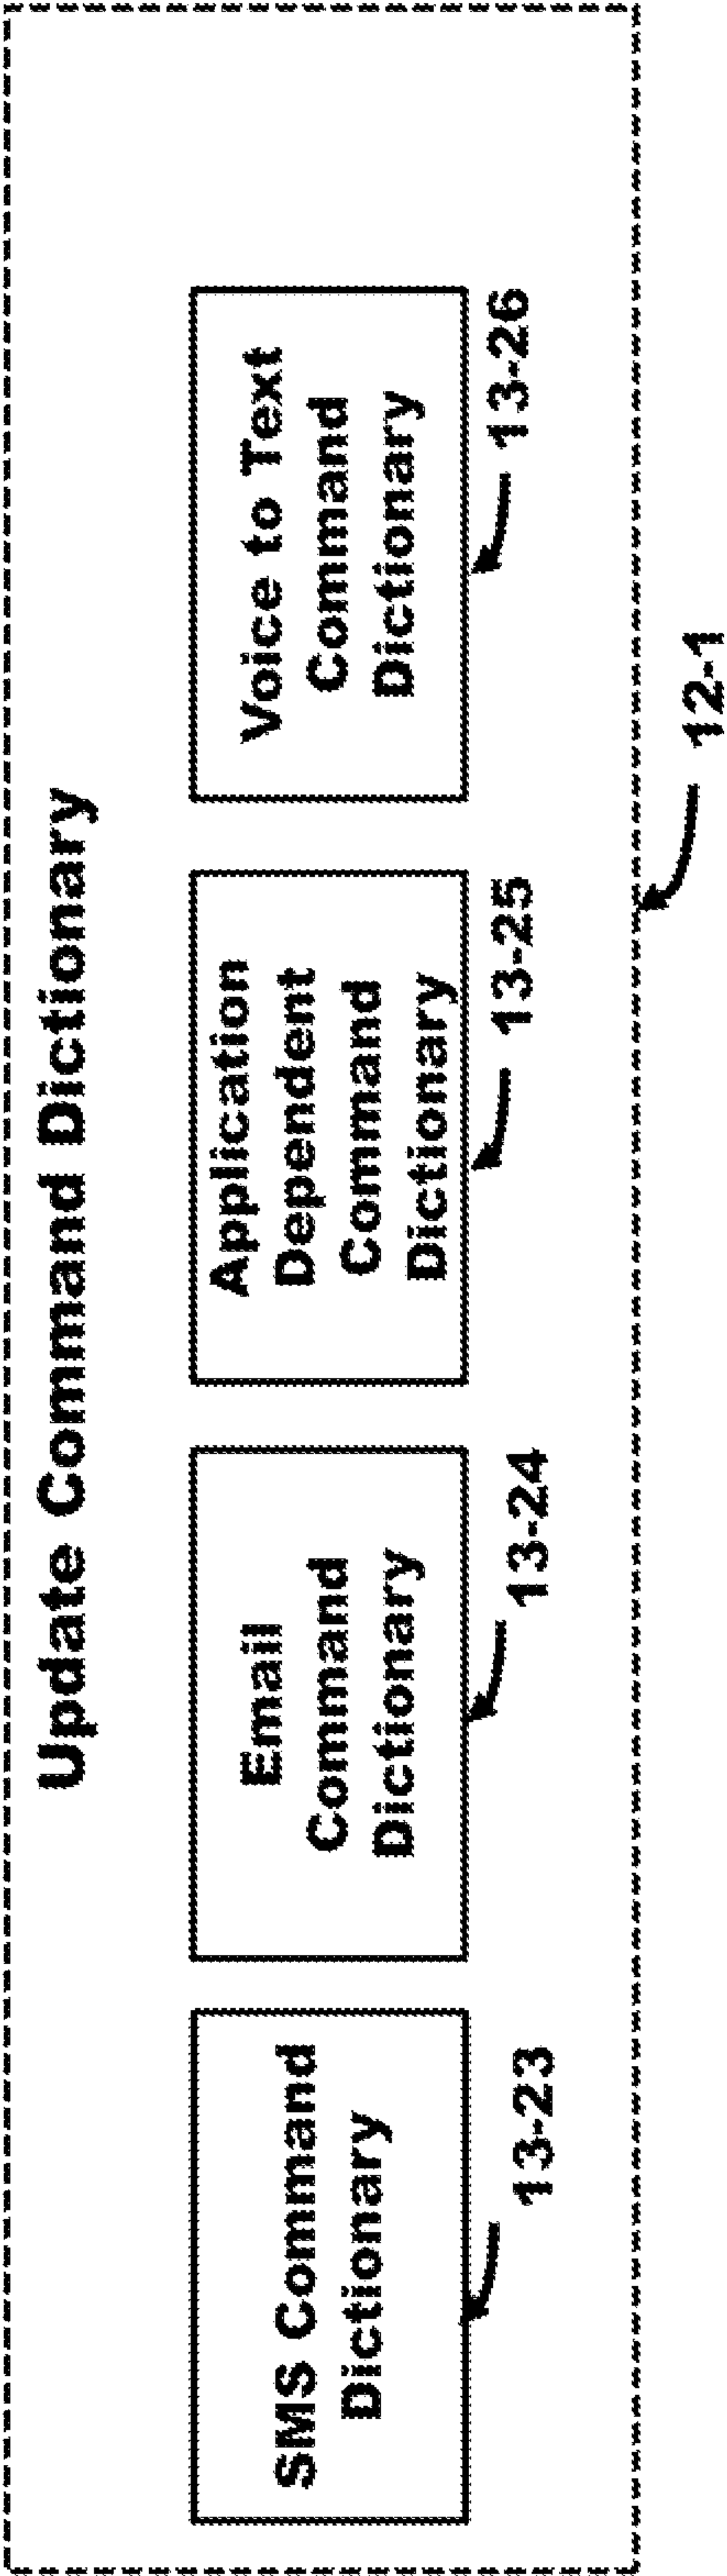 Update Command Dictionary
SMS Command
Dictionary
13-23
Email
Command
Dictionary
13-24
Application
Dependent
Command
Dictionary
13-25
Voice to Text
Command
Dictionary
13-26
12-1